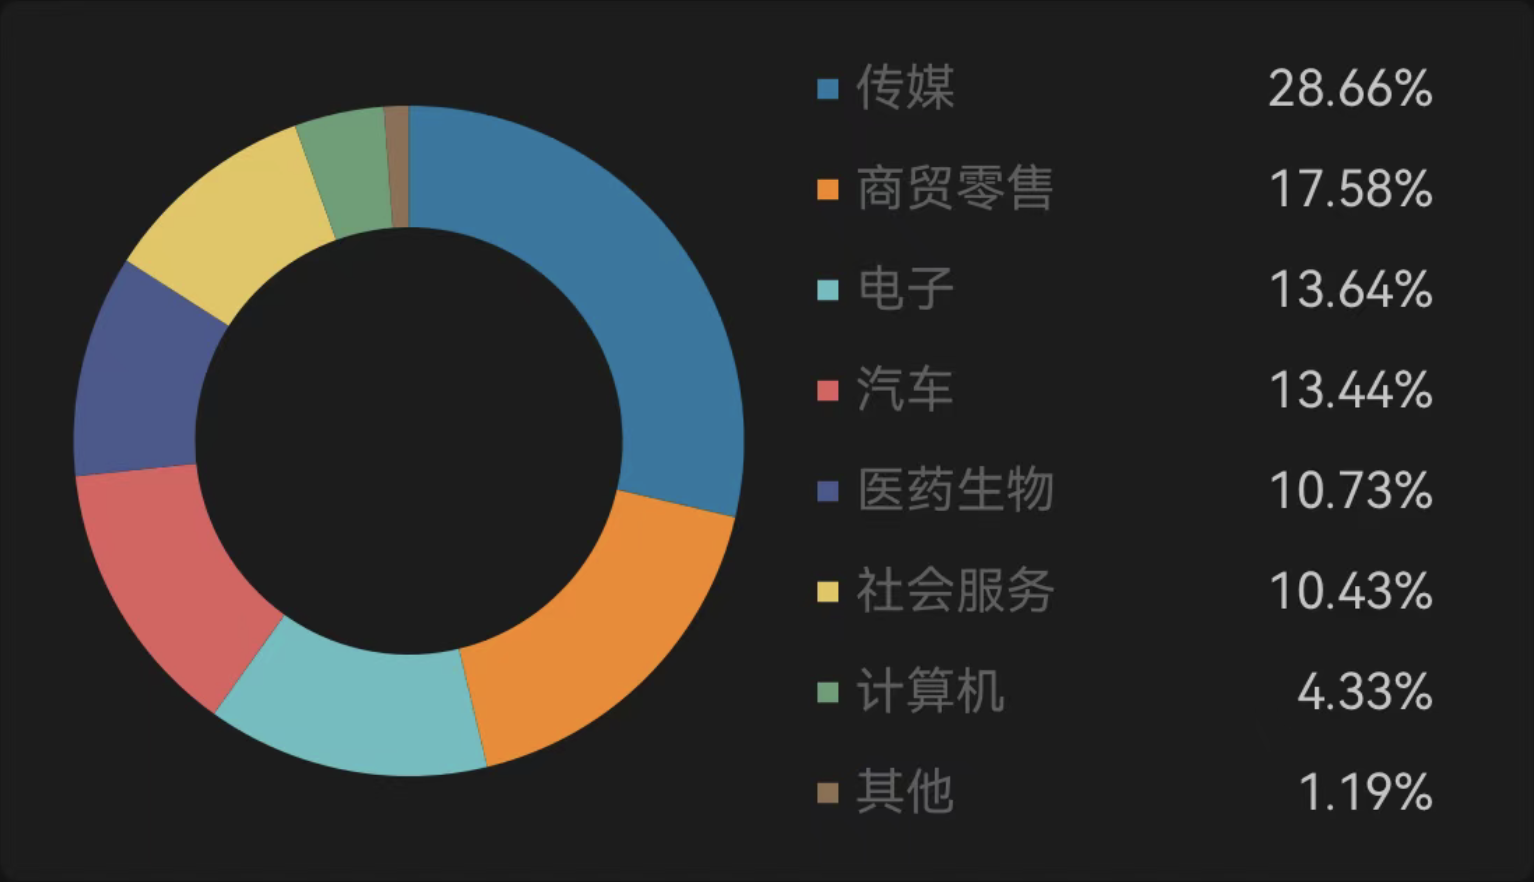 传媒 28.66%
商贸零售 17.58%
电子 13.64%
汽车 13.44%
医药生物 10.73%
社会服务 10.43%
计算机 4.33%
其他 1.19%